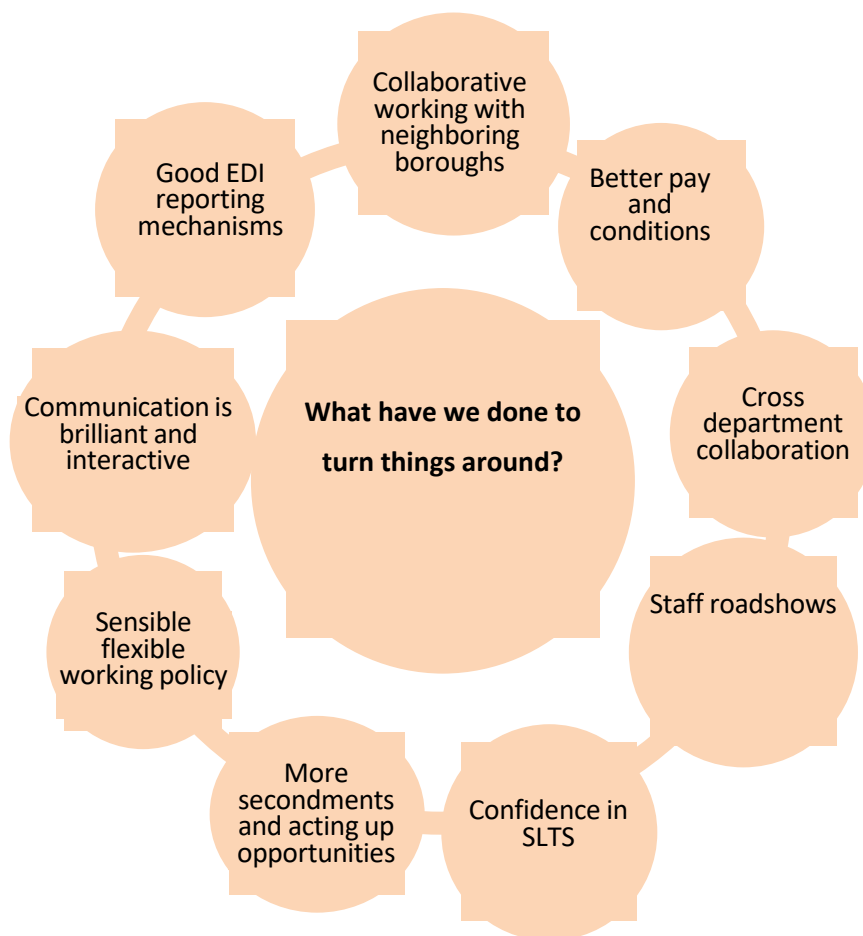 Collaborative
working with
neighboring
boroughs
Better pay
and
conditions
Cross
department
collaboration
Staff roadshows
Confidence in
SLTS
More
secondments
and acting up
opportunities
Sensible
flexible
working policy
Communication is
brilliant and
interactive
Good EDI
reporting
mechanisms
What have we done to
turn things around?